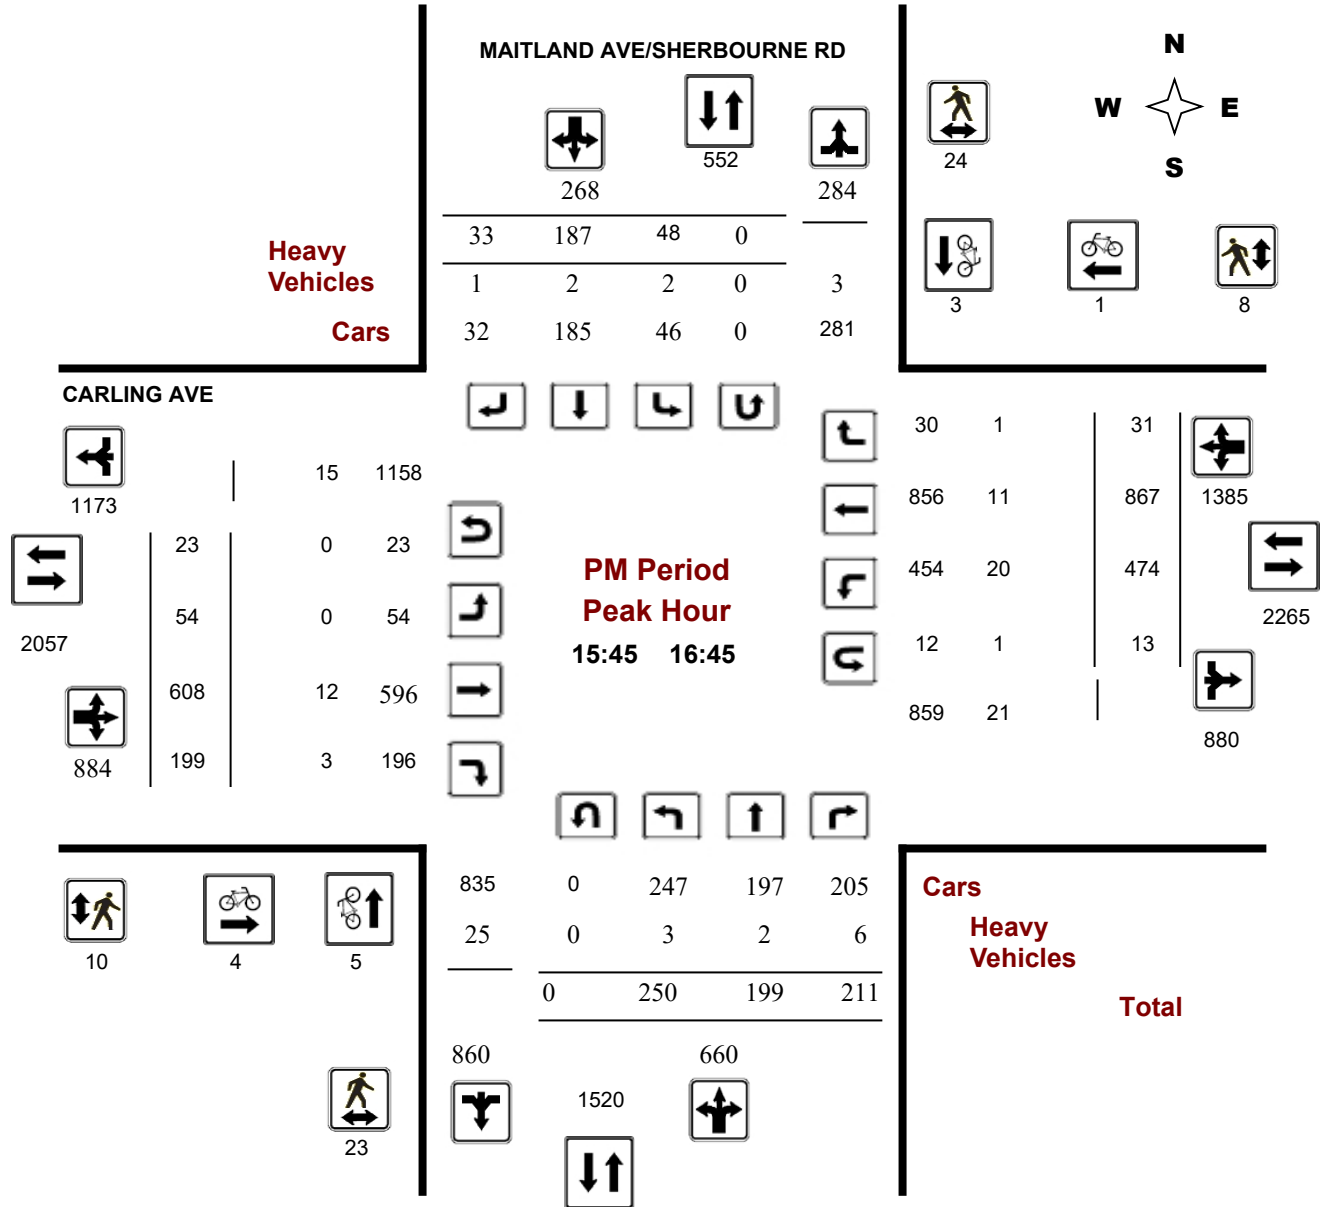 MAITLAND AVE/SHERBOURNE RD
N
W E
S
552
24
268 284
33 187 48 0
Heavy
Vehicles
1 2 2 0 3
3 1 8
Cars
32 185 46 0 281
CARLING AVE
30 1 31
15 1158
1173
856 11 867 1385
23 0 23
PM Period
454 20 474
Peak Hour
54 0 54
2265
2057
15:45 16:45
12 1 13
608 12 596
859 21
880
884 199 3 196
835 0 247 197 205
Cars
25 0 3 2 6
Heavy
Vehicles
10 4 5
0 250 199 211
Total
860 660
1520
23